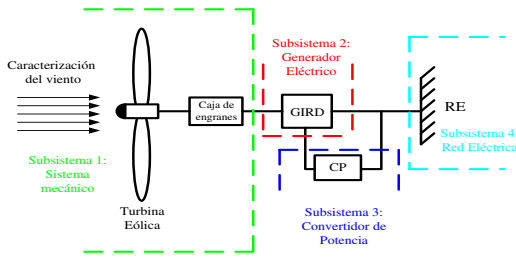 Caracterización
del viento
Subsistema 1:
Sistema
mecánico
Turbina
Eólica
Caja de
engranes
Subsistema 2:
Generador
Eléctrico
GIRD
CP
Subsistema 3:
Convertidor de
Potencia
RE
Subsistema 4
Red Eléctrica